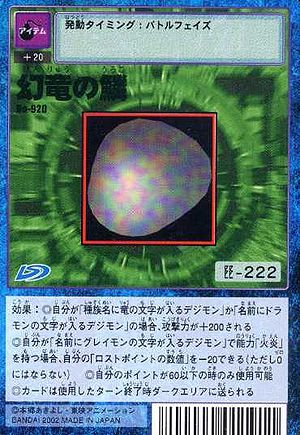 アイテム
+20
発動タイミング：バトルフェイズ
幻竜の鱗
Bo-920
-222
効果：◎自分が「種族名に竜の文字が入るデジモン」か「名前にドラ
モンの文字が入るデジモン」の場合、攻撃力が＋200される
◎自分が「名前にグレイモンの文字が入るデジモン」で能力「火炎」
を持つ場合、自分の「ロストポイントの数値」を－20できる（ただし0
にはならない）　◎自分のポイントが60以下の時のみ使用可能
◎カードは使用したターン終了時ダークエリアに送られる
©本郷あきよし・東映アニメーション
BANDAI 2002 MADE IN JAPAN